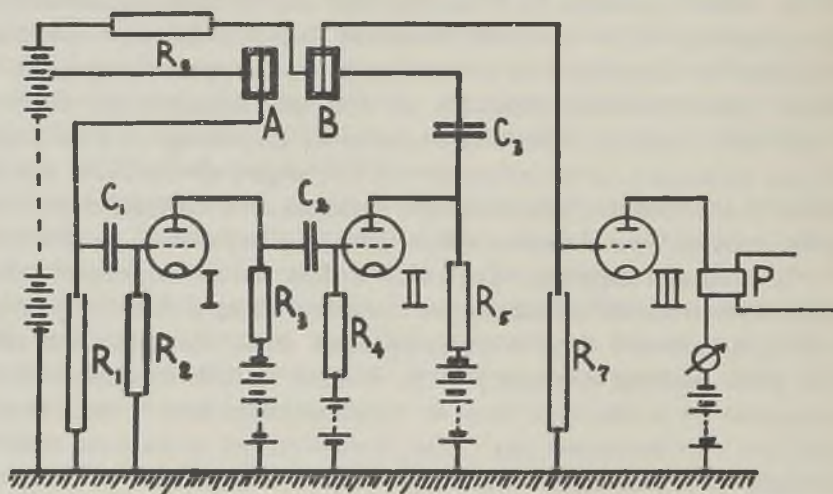 R₆
A B
C₃
C₁ C₂
I II III P
R₁ R₂ R₃ R₄ R₅ R₇